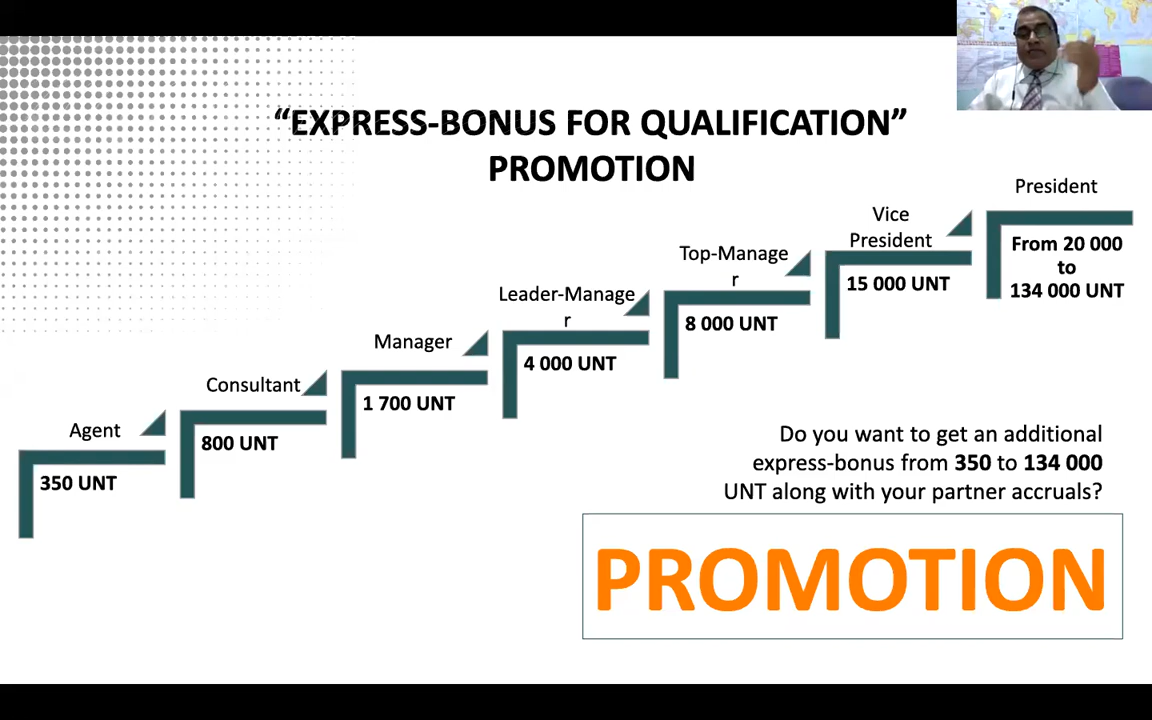 “EXPRESS-BONUS FOR QUALIFICATION”
PROMOTION
Agent
350 UNT
Consultant
800 UNT
Manager
1 700 UNT
Leader-Manage
r
4 000 UNT
Top-Manage
r
8 000 UNT
Vice
President
15 000 UNT
President
From 20 000
to
134 000 UNT
Do you want to get an additional
express-bonus from 350 to 134 000
UNT along with your partner accruals?
PROMOTION